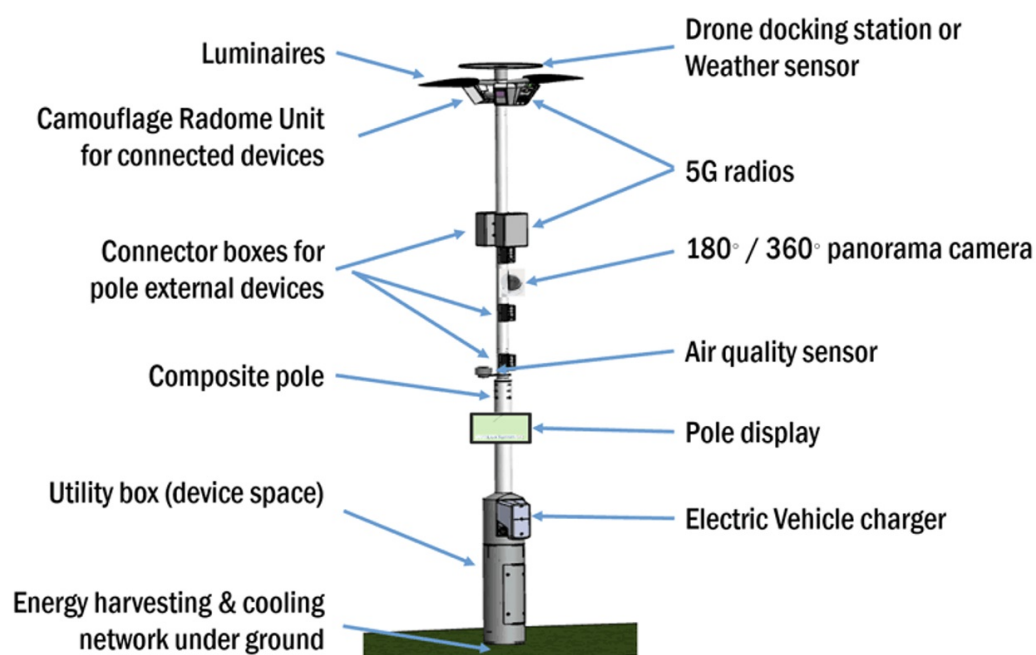 Luminaires
Camouflage Radome Unit
for connected devices
Connector boxes for
pole external devices
Composite pole
Utility box (device space)
Energy harvesting & cooling
network under ground
Drone docking station or
Weather sensor
5G radios
180° / 360° panorama camera
Air quality sensor
Pole display
Electric Vehicle charger